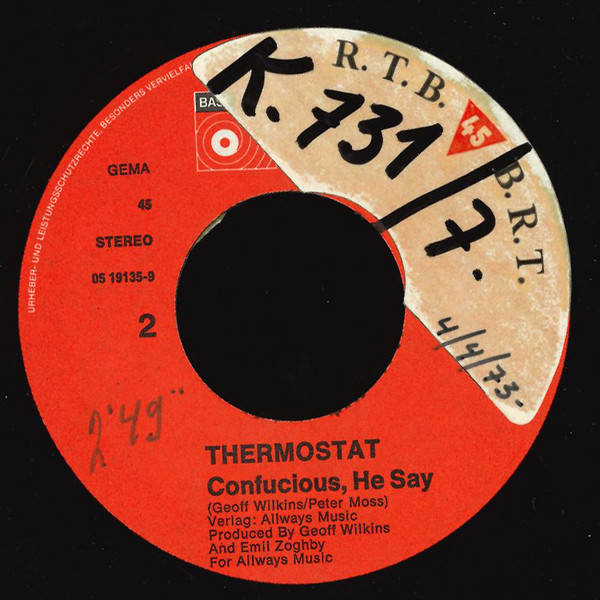 URHEBER- UND LEISTUNGSSCHUTZRECHTE, BESONDERS VERVIELFÄ
BAS
R. T. B.
45
B. R. T.
K. 731/7.
4/4/73-
GEMA
45
STEREO
05 19135-9
2
2'49"
THERMOSTAT
Confucious, He Say
(Geoff Wilkins/Peter Moss)
Verlag: Allways Music
Produced By Geoff Wilkins
And Emil Zoghby
For Allways Music